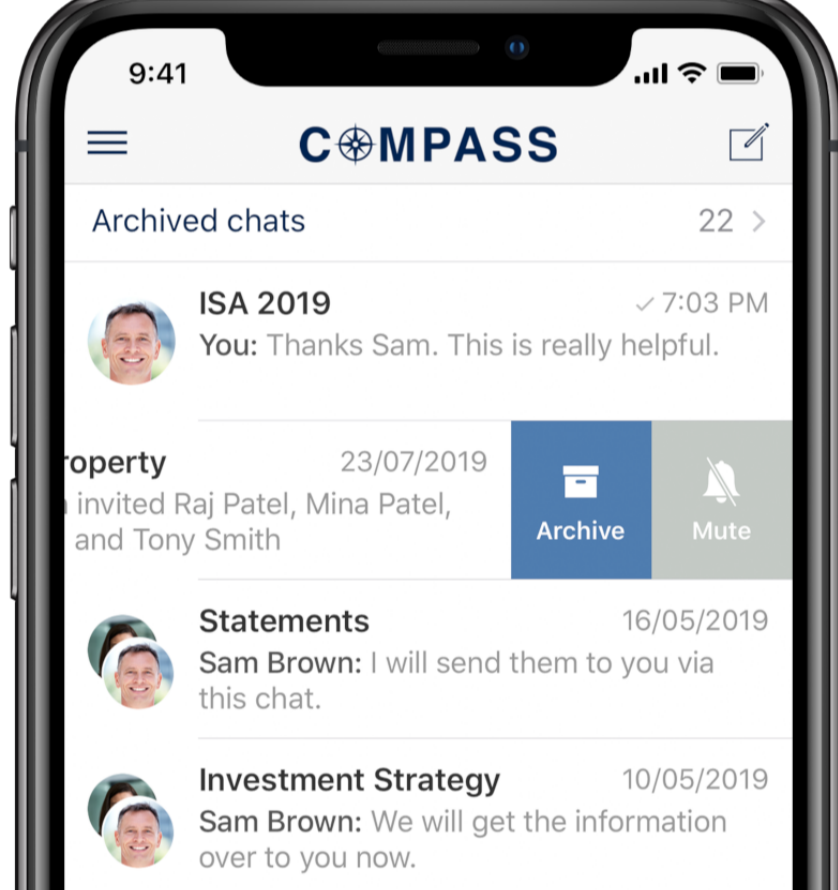 9:41
COMPASS
Archived chats 22
ISA 2019 7:03 PM
You: Thanks Sam. This is really helpful.
roperty 23/07/2019
invited Raj Patel, Mina Patel,
and Tony Smith
Archive Mute
Statements 16/05/2019
Sam Brown: I will send them to you via
this chat.
Investment Strategy 10/05/2019
Sam Brown: We will get the information
over to you now.